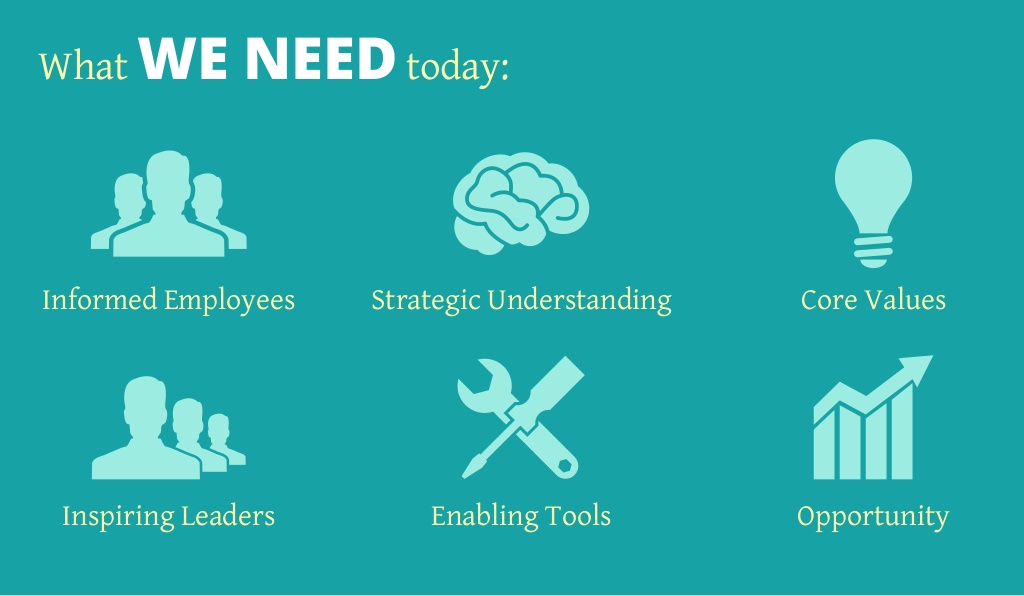 What WE NEED today:
Informed Employees
Strategic Understanding
Core Values
Inspiring Leaders
Enabling Tools
Opportunity